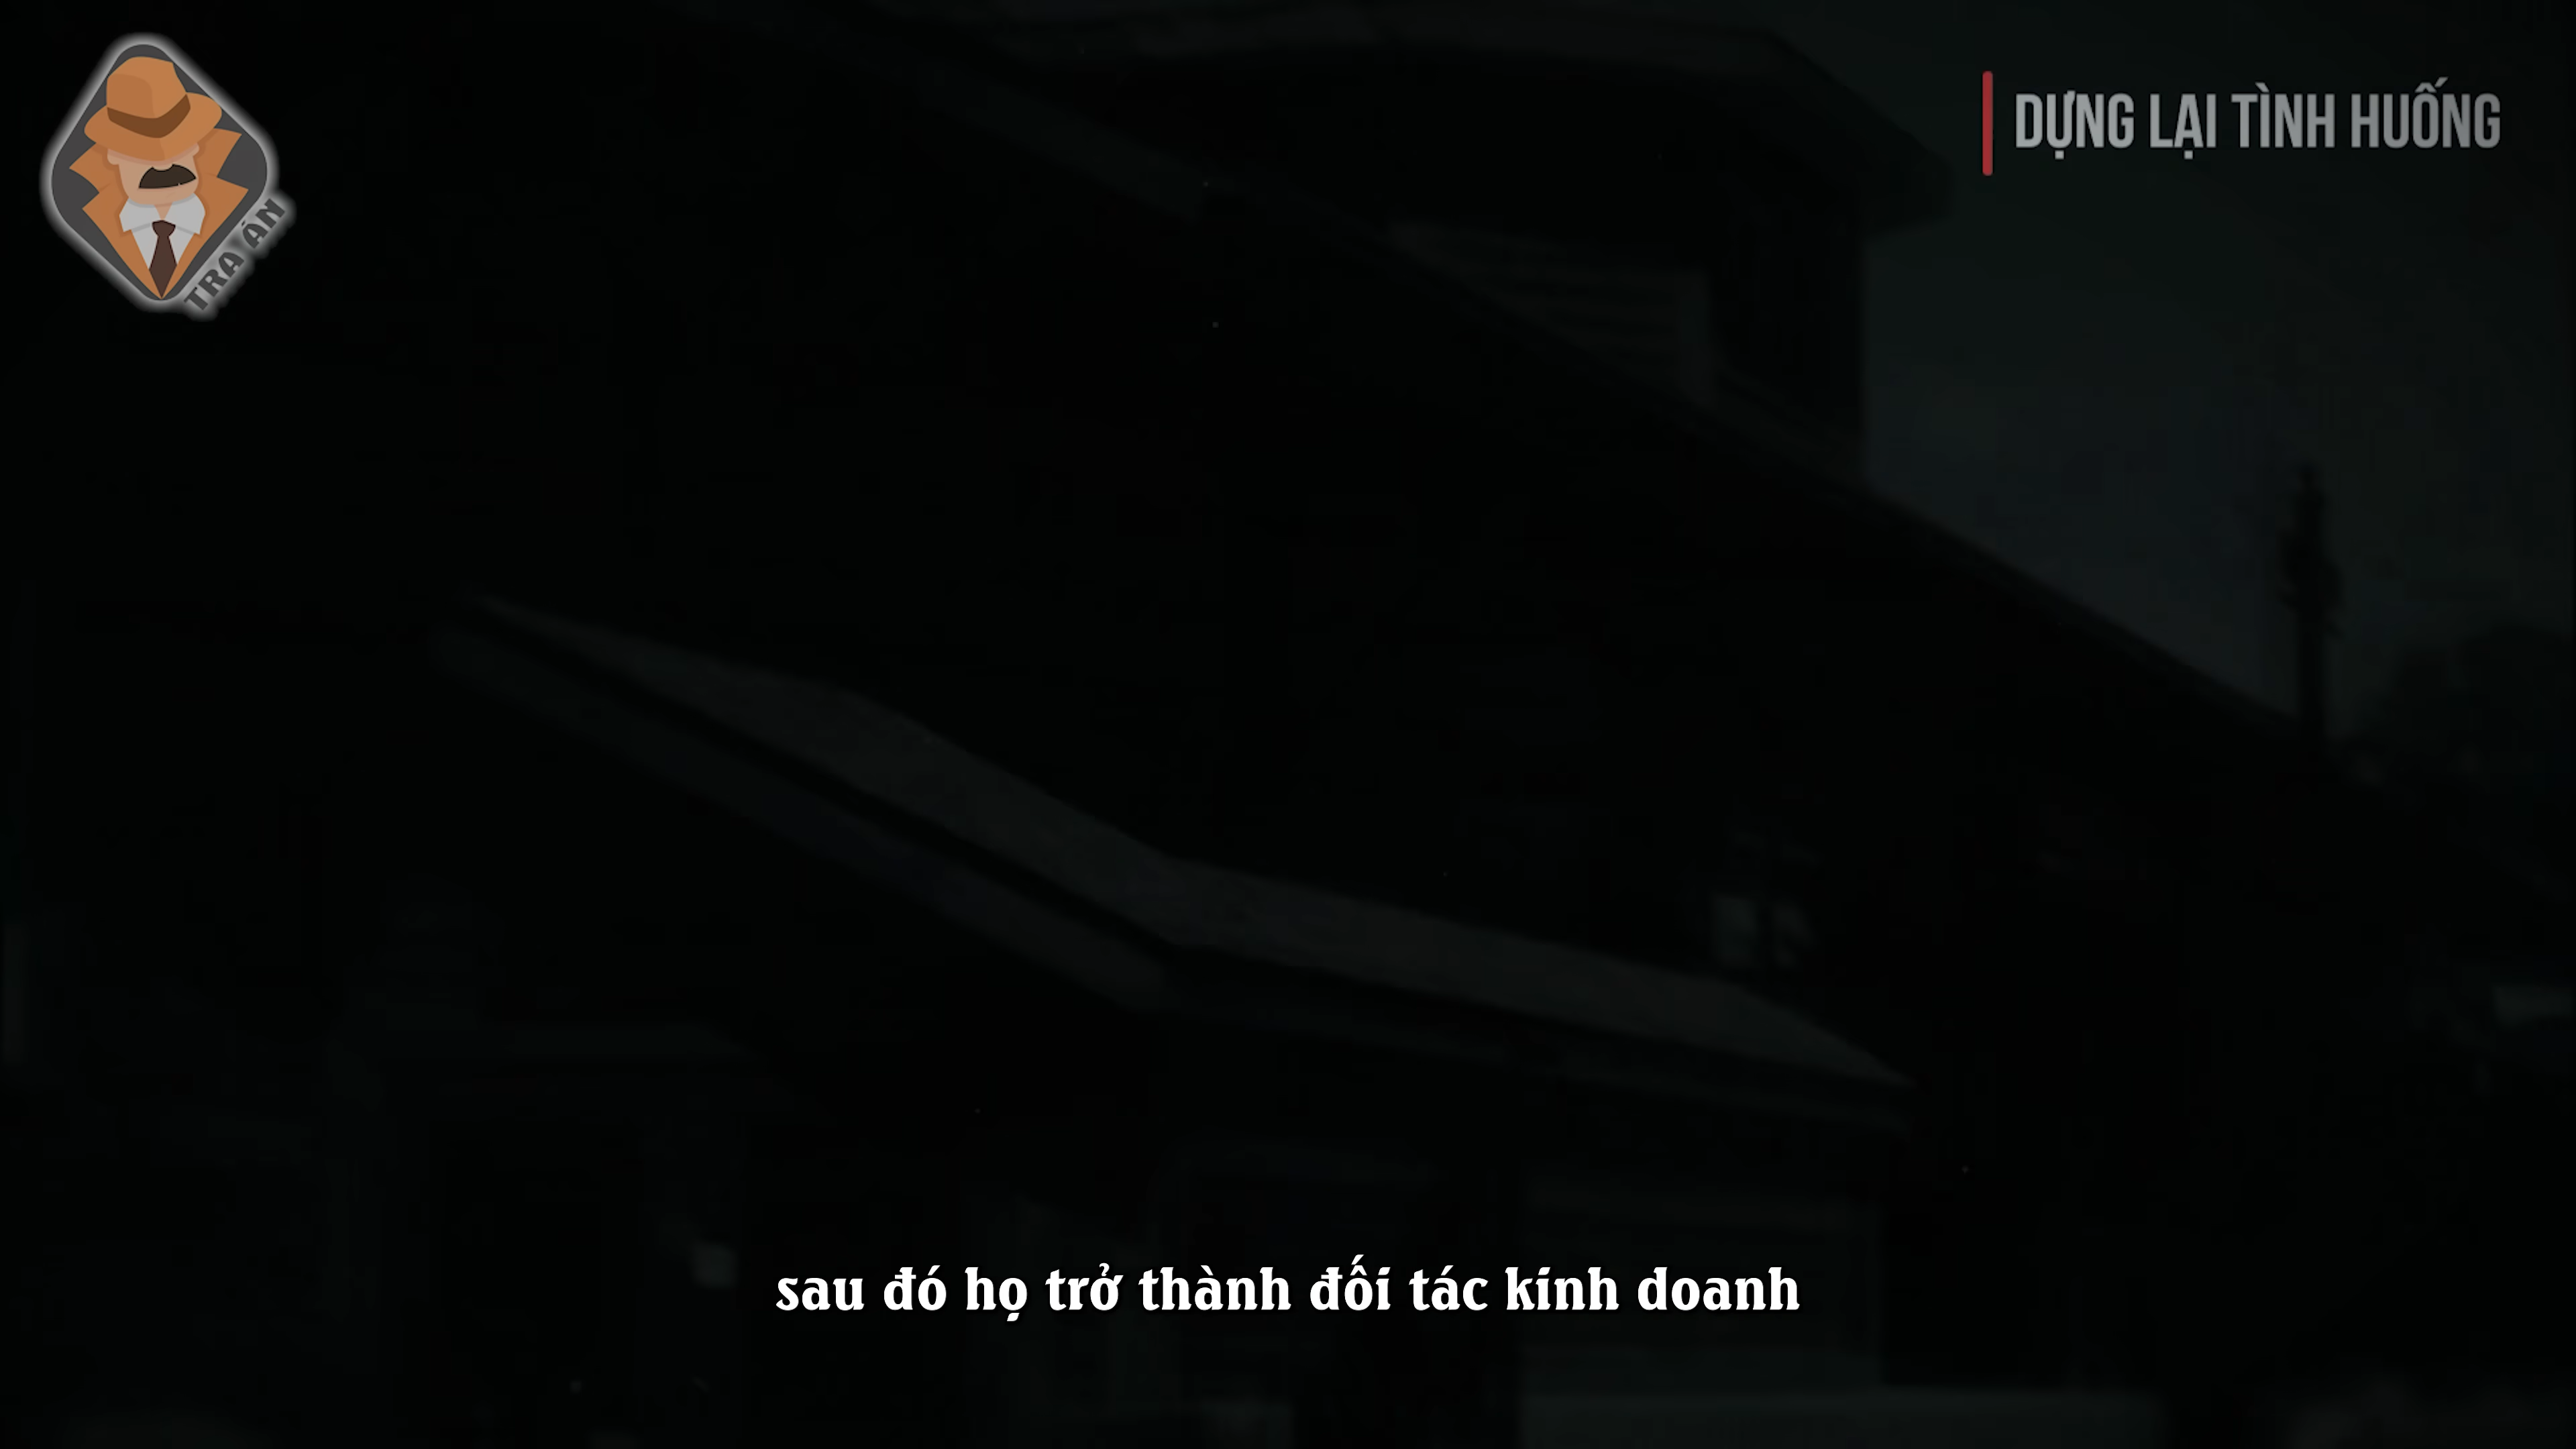 TRA ÁN
DỰNG LẠI TÌNH HUỐNG
sau đó họ trở thành đối tác kinh doanh